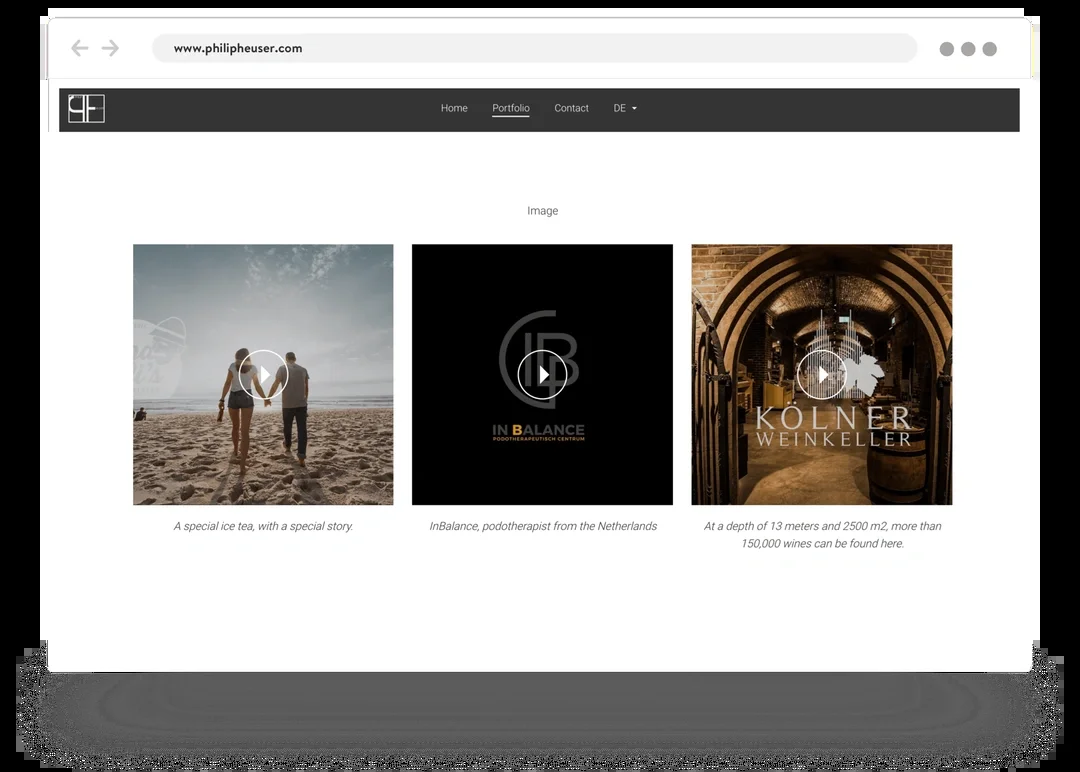 www.philipheuser.com
Home Portfolio Contact DE
Image
IN BALANCE
PODOTHERAPEUTISCH CENTRUM
KÖLNER
WEINKELLER
A special ice tea, with a special story.
InBalance, podotherapist from the Netherlands
At a depth of 13 meters and 2500 m2, more than
150,000 wines can be found here.